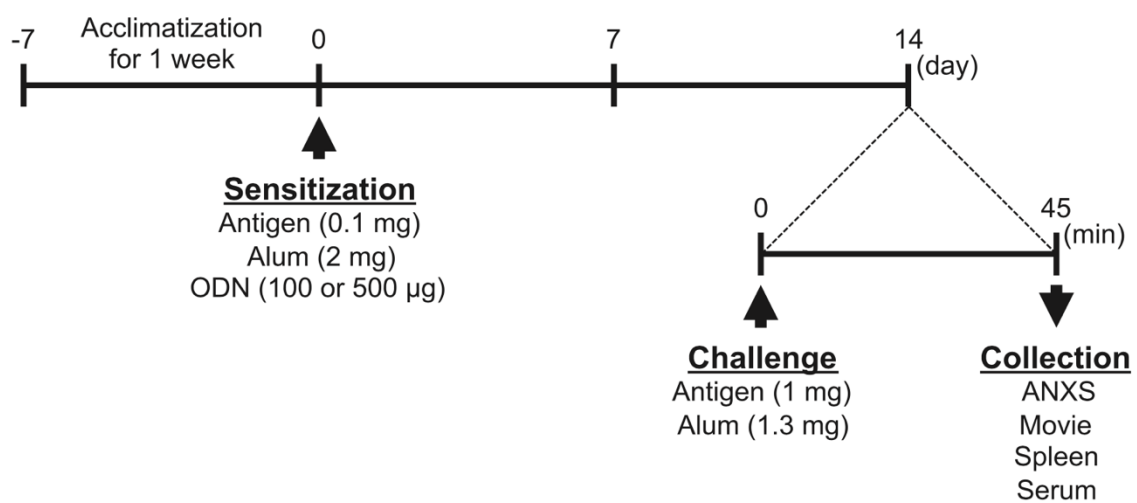 Acclimatization
for 1 week
-7
0
7
14
(day)
Sensitization
Antigen (0.1 mg)
Alum (2 mg)
ODN (100 or 500 µg)
0
45
(min)
Challenge
Antigen (1 mg)
Alum (1.3 mg)
Collection
ANXS
Movie
Spleen
Serum